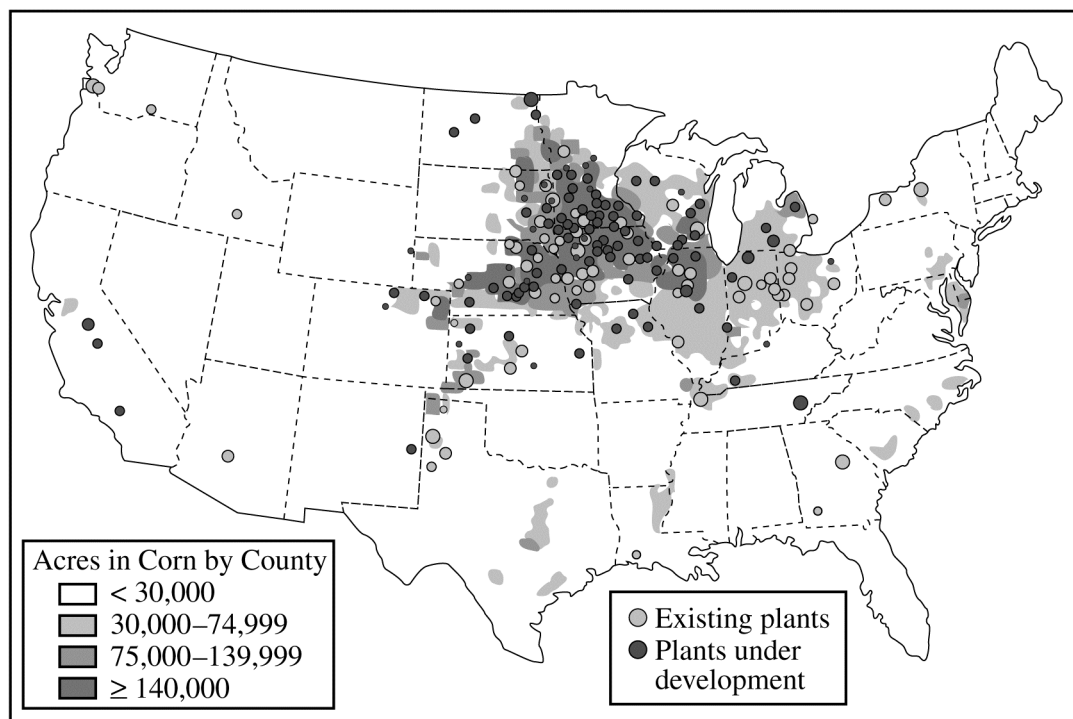 Acres in Corn by County
< 30,000
30,000–74,999
75,000–139,999
≥ 140,000
Existing plants
Plants under
development